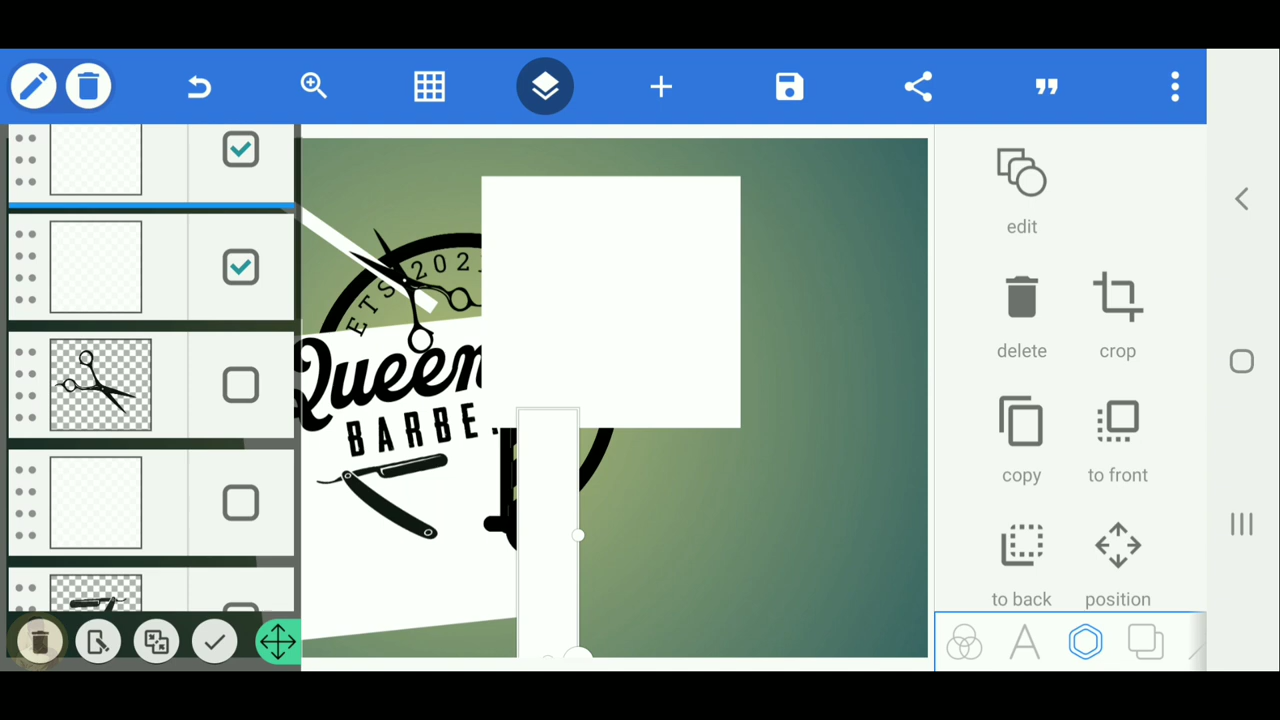 ETS 202
Queen
BARBE
edit
delete
crop
copy
to front
to back
position